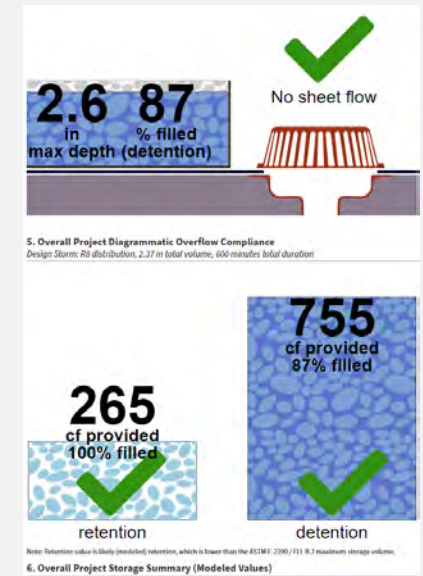 No sheet flow
2.6 87
in % filled
max depth (detention)
5. Overall Project Diagrammatic Overflow Compliance
Design Storm: R8 distribution, 2.37 in total volume, 600 minutes total duration
755
cf provided
87% filled
265
cf provided
100% filled
retention detention
Note: Retention value is likely (modeled) retention, which is lower than the ASTM E-2399 / FLL maximum storage volume.
6. Overall Project Storage Summary (Modeled Values)